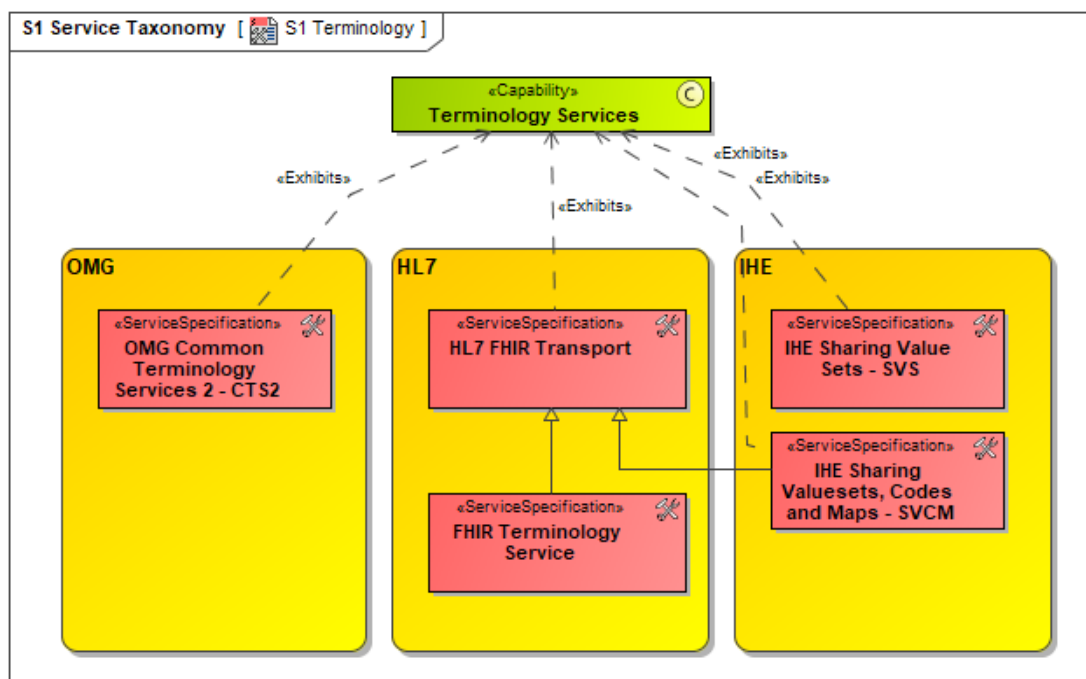 S1 Service Taxonomy [ S1 Terminology ]
«Capability»
C
Terminology Services
«Exhibits»
«Exhibits»
«Exhibits»
«Exhibits»
OMG
HL7
IHE
«ServiceSpecification»
OMG Common
Terminology
Services 2 - CTS2
«ServiceSpecification»
HL7 FHIR Transport
«ServiceSpecification»
IHE Sharing Value
Sets - SVS
«ServiceSpecification»
FHIR Terminology
Service
«ServiceSpecification»
IHE Sharing
Valuesets, Codes
and Maps - SVCM